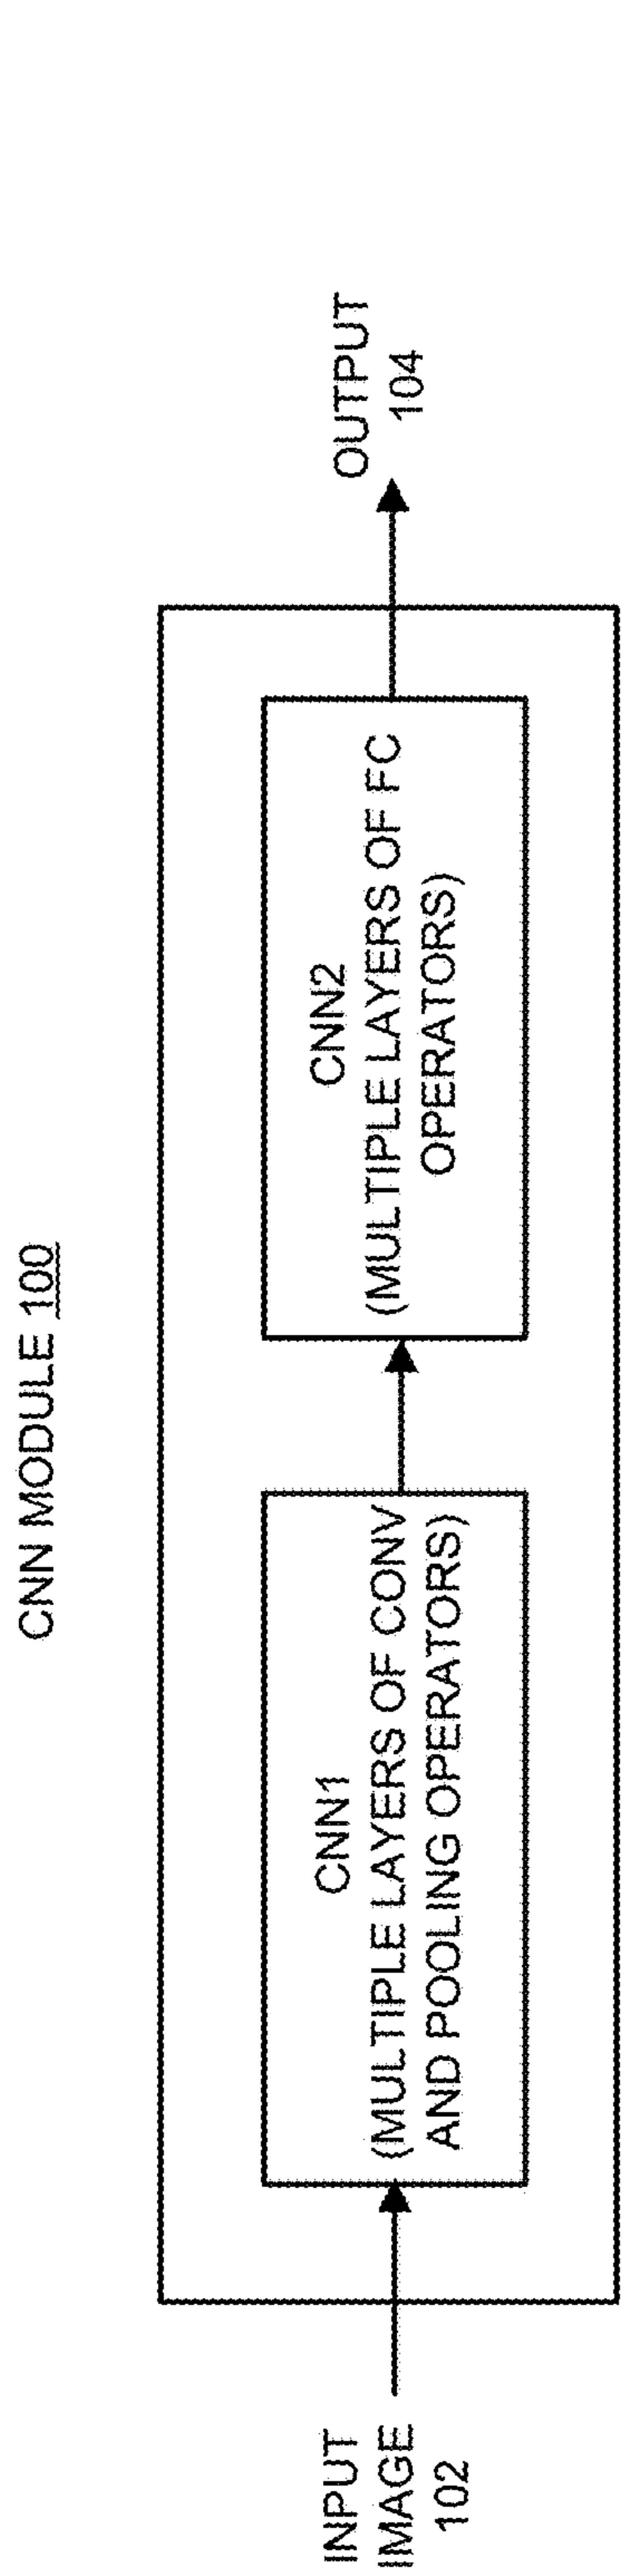 CNN MODULE 100
INPUT
IMAGE
102
CNN1
(MULTIPLE LAYERS OF CONV
AND POOLING OPERATORS)
CNN2
(MULTIPLE LAYERS OF FC
OPERATORS)
OUTPUT
104